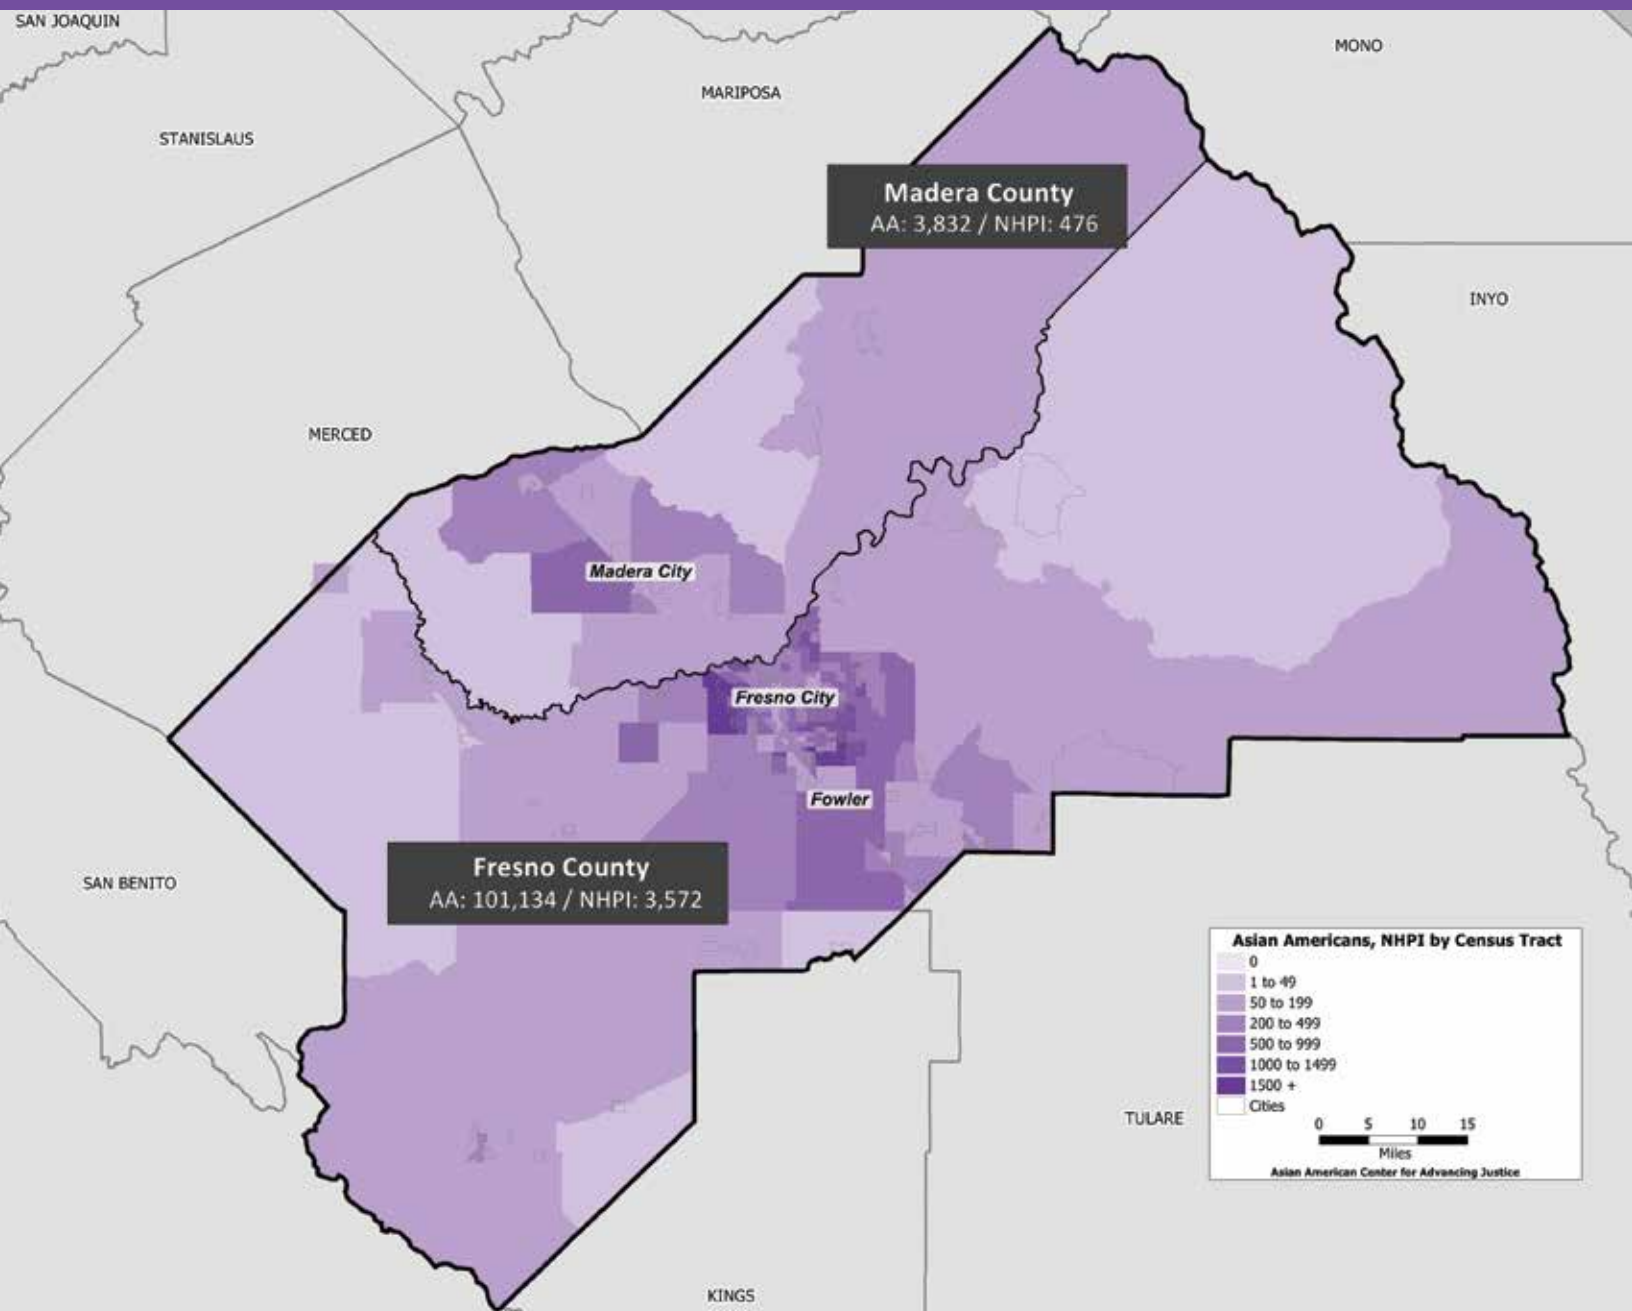 SAN JOAQUIN
MONO
MARIPOSA
STANISLAUS
Madera County
AA: 3,832 / NHPI: 476
INYO
MERCED
Madera City
Fresno City
Fowler
Fresno County
AA: 101,134 / NHPI: 3,572
SAN BENITO
Asian Americans, NHPI by Census Tract
0
1 to 49
50 to 199
200 to 499
500 to 999
1000 to 1499
1500 +
Cities
0 5 10 15
Miles
Asian American Center for Advancing Justice
TULARE
KINGS